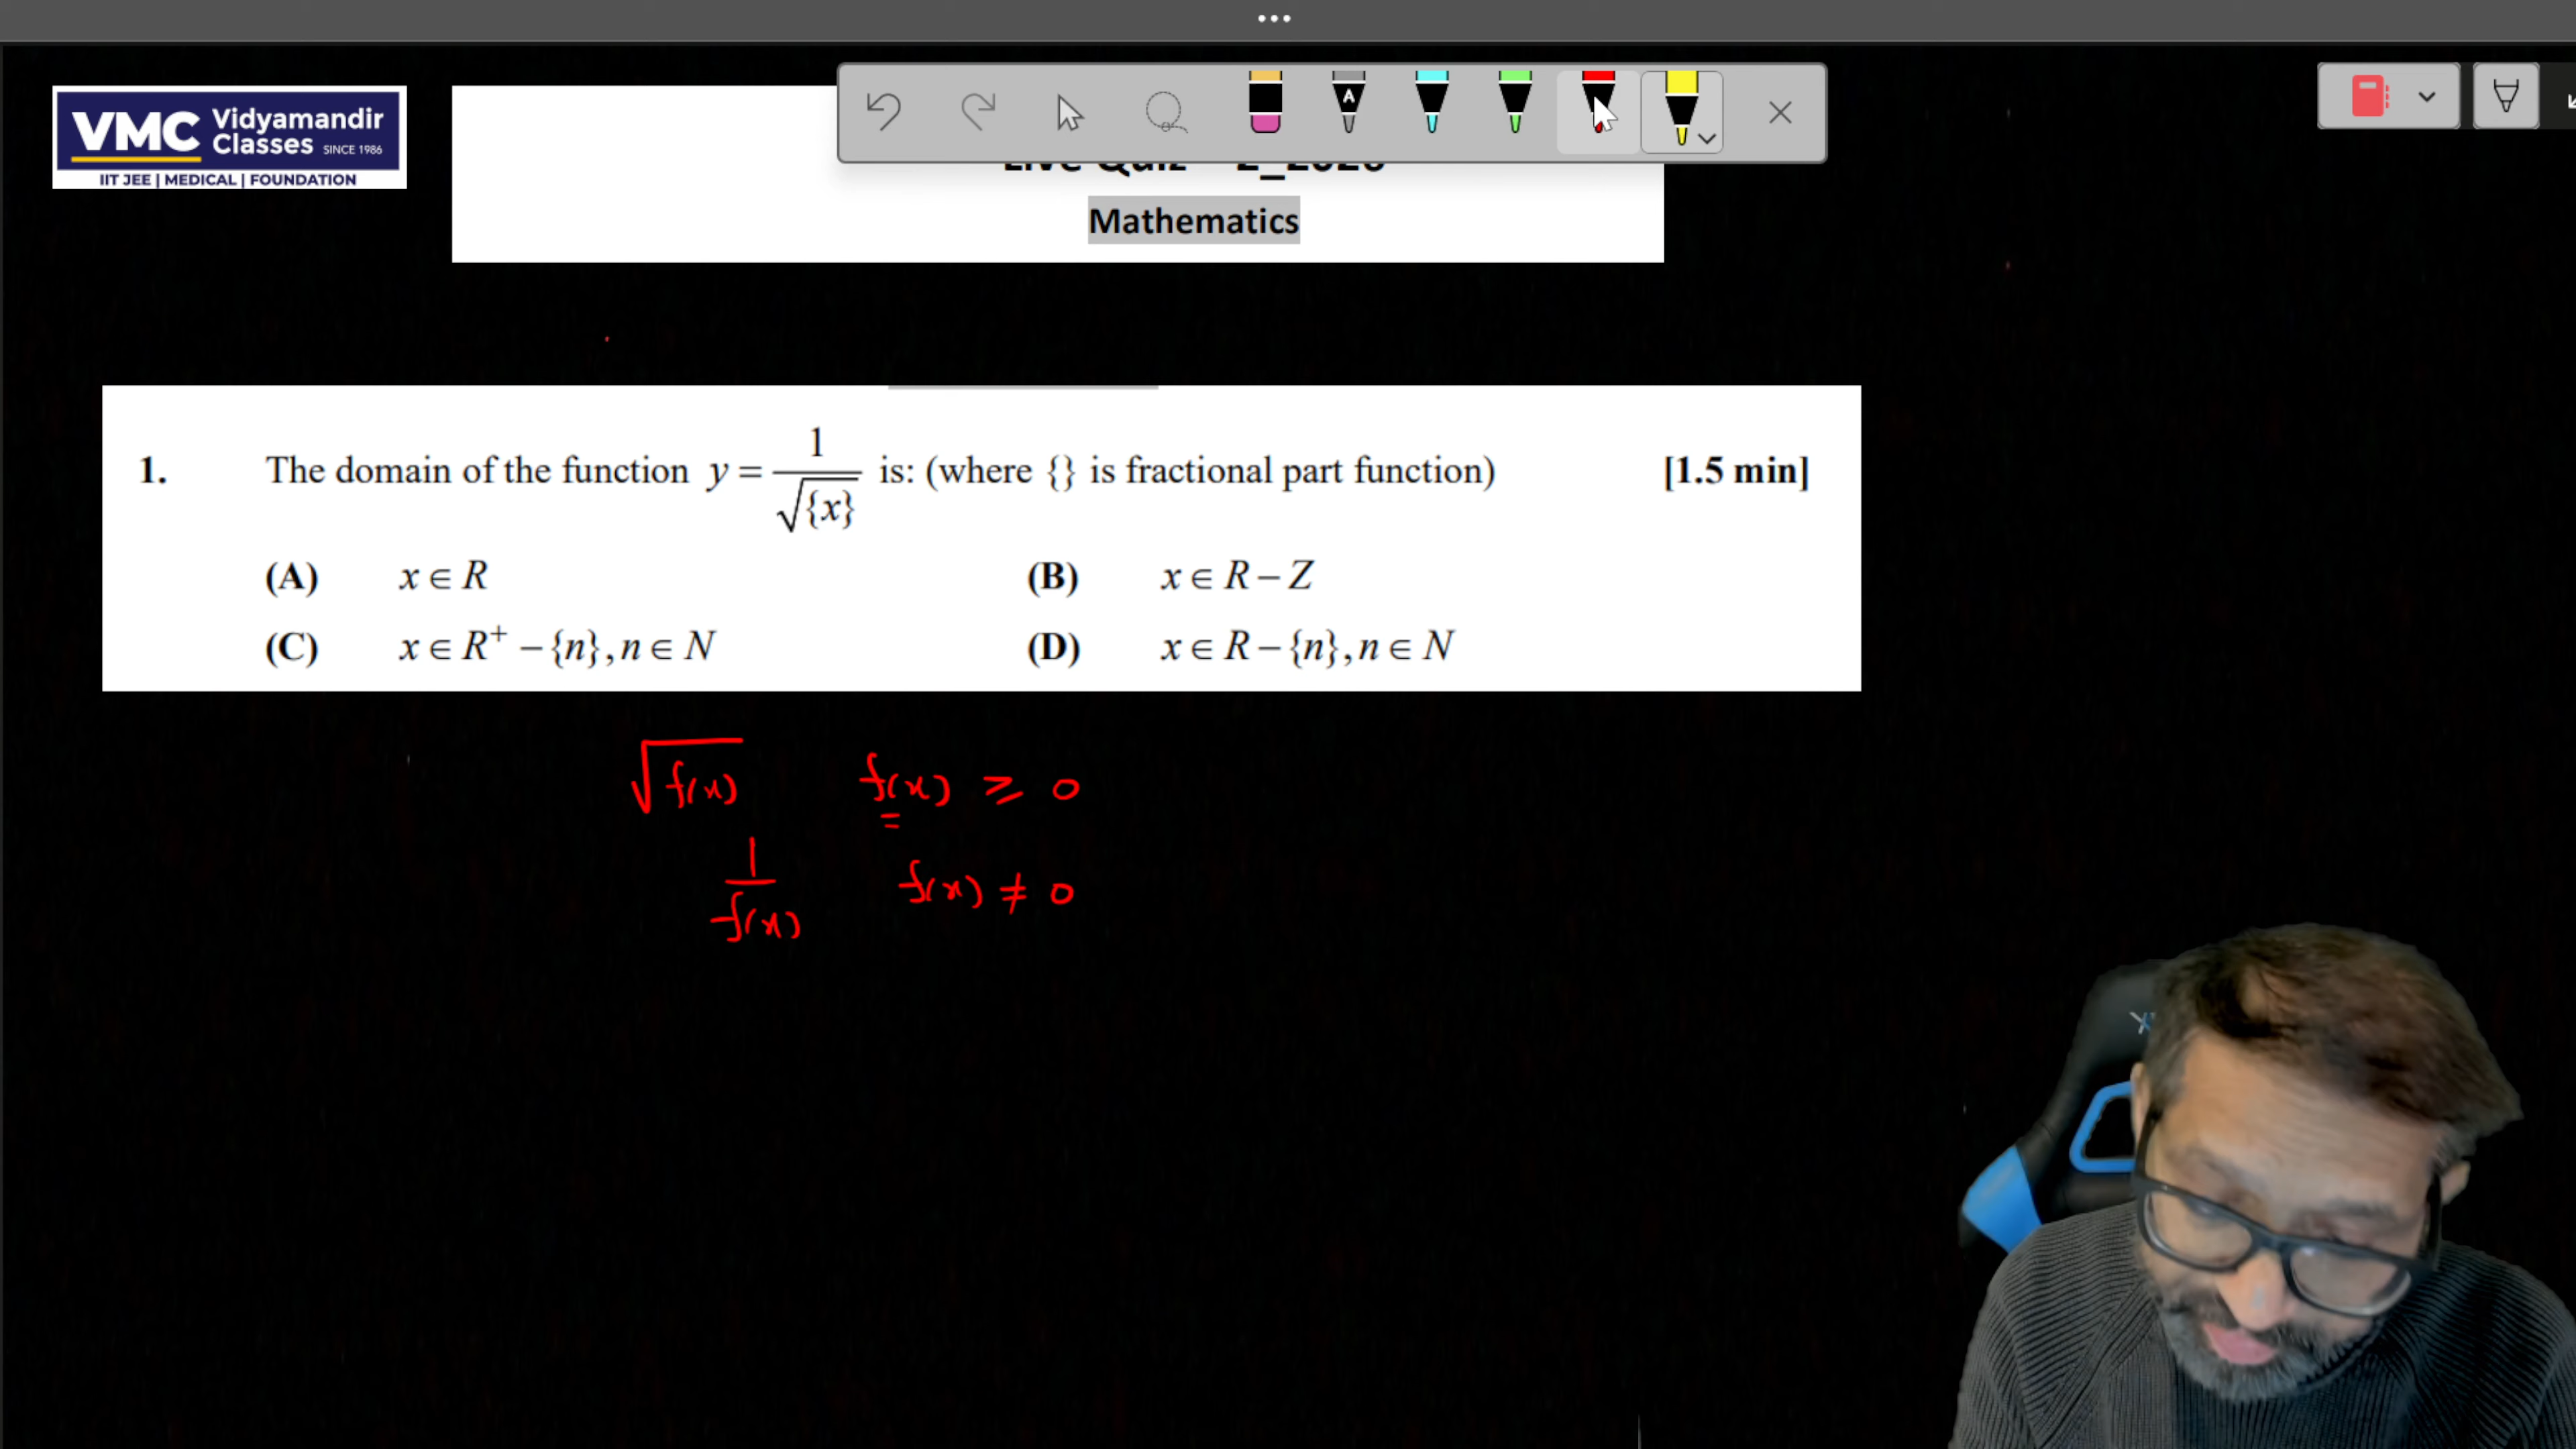 VMC Vidyamandir Classes SINCE 1986
IIT JEE | MEDICAL | FOUNDATION
Mathematics
1. The domain of the function y = 1/√{x} is: (where {} is fractional part function) [1.5 min]
(A) x ∈ R (B) x ∈ R – Z
(C) x ∈ R⁺ – {n}, n ∈ N (D) x ∈ R – {n}, n ∈ N
√f(x) f(x) ≥ 0
1/f(x) f(x) ≠ 0